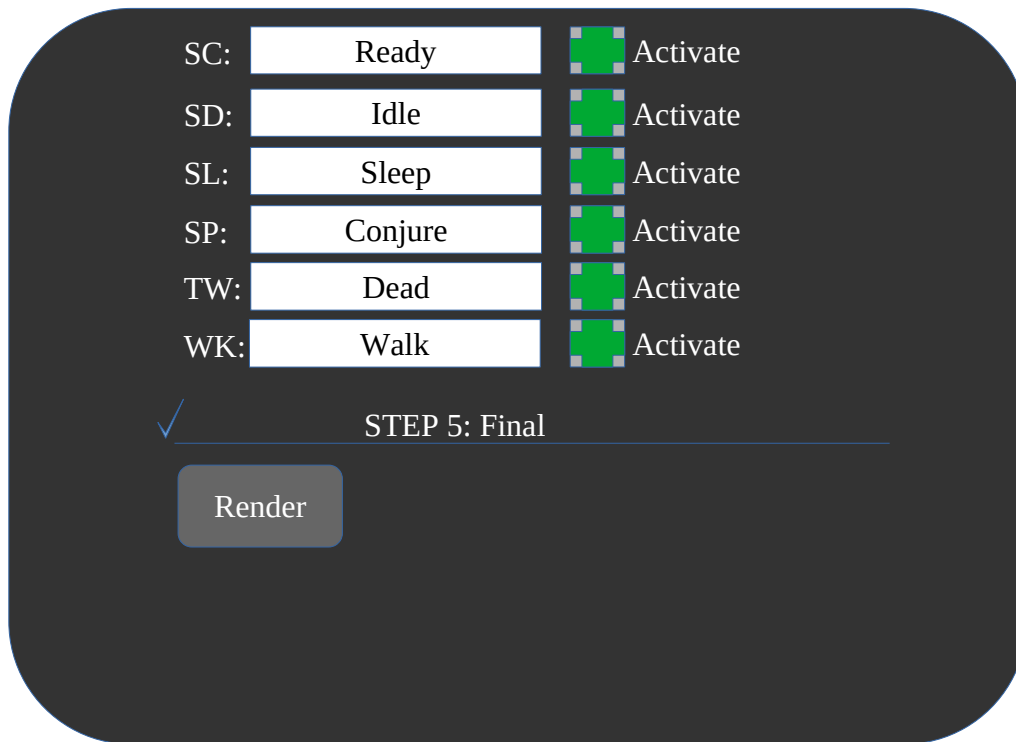 SC: Ready Activate
SD: Idle Activate
SL: Sleep Activate
SP: Conjure Activate
TW: Dead Activate
WK: Walk Activate
STEP 5: Final
Render